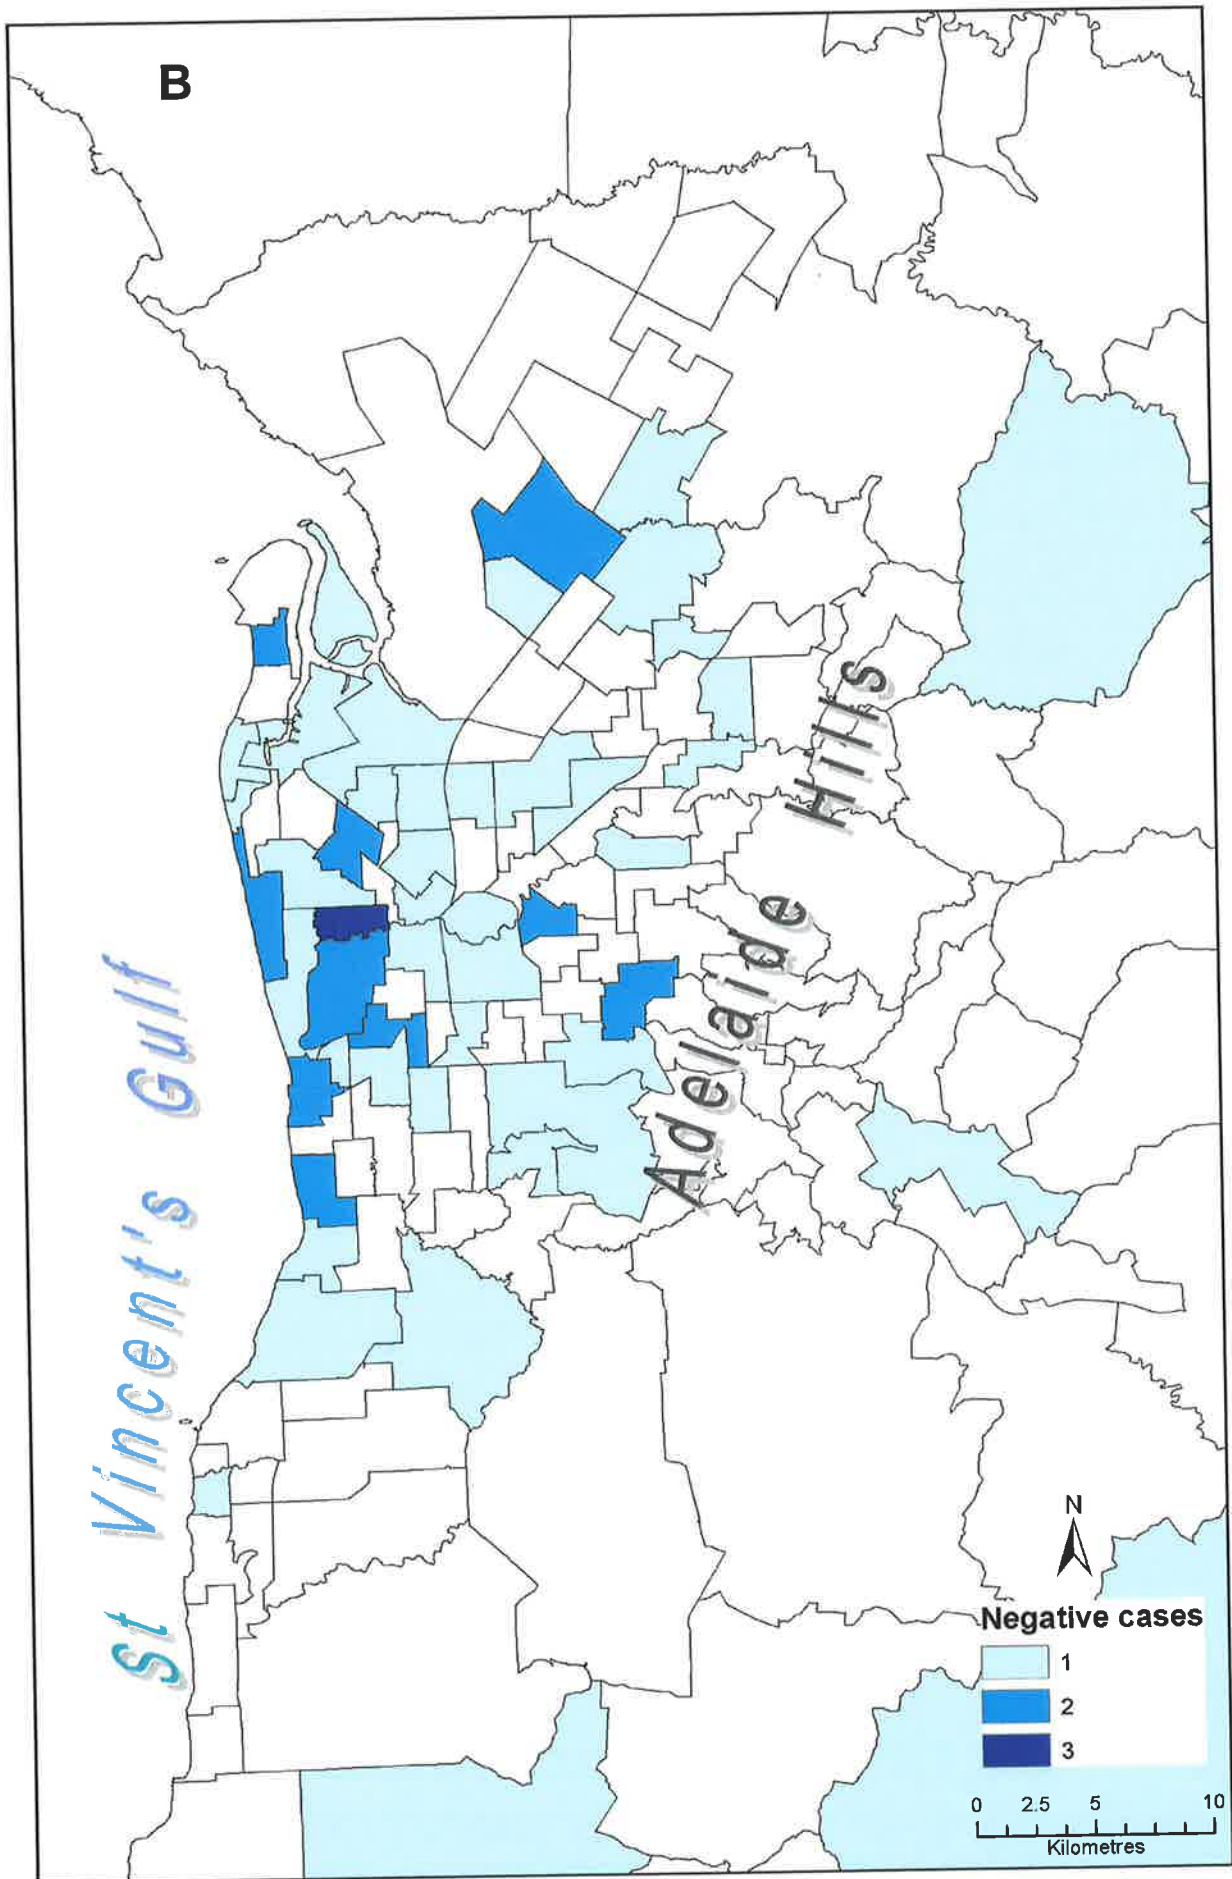 B
Adelaide Hills
St Vincent's Gulf
N
Negative cases
1
2
3
0 2.5 5 10
Kilometres